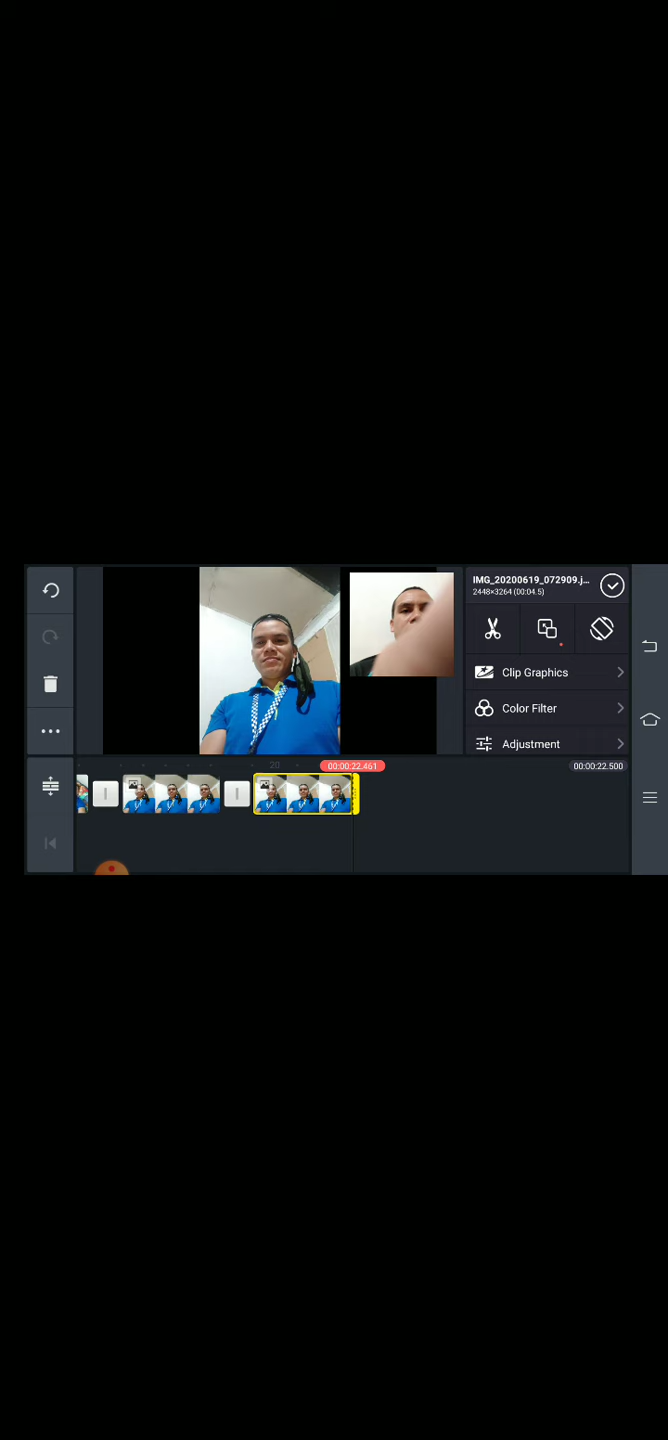 IMG_20200619_072909.j...
2448×3264 (00:04.5)
Clip Graphics
Color Filter
Adjustment
20
00:00:22.461
00:00:22.500